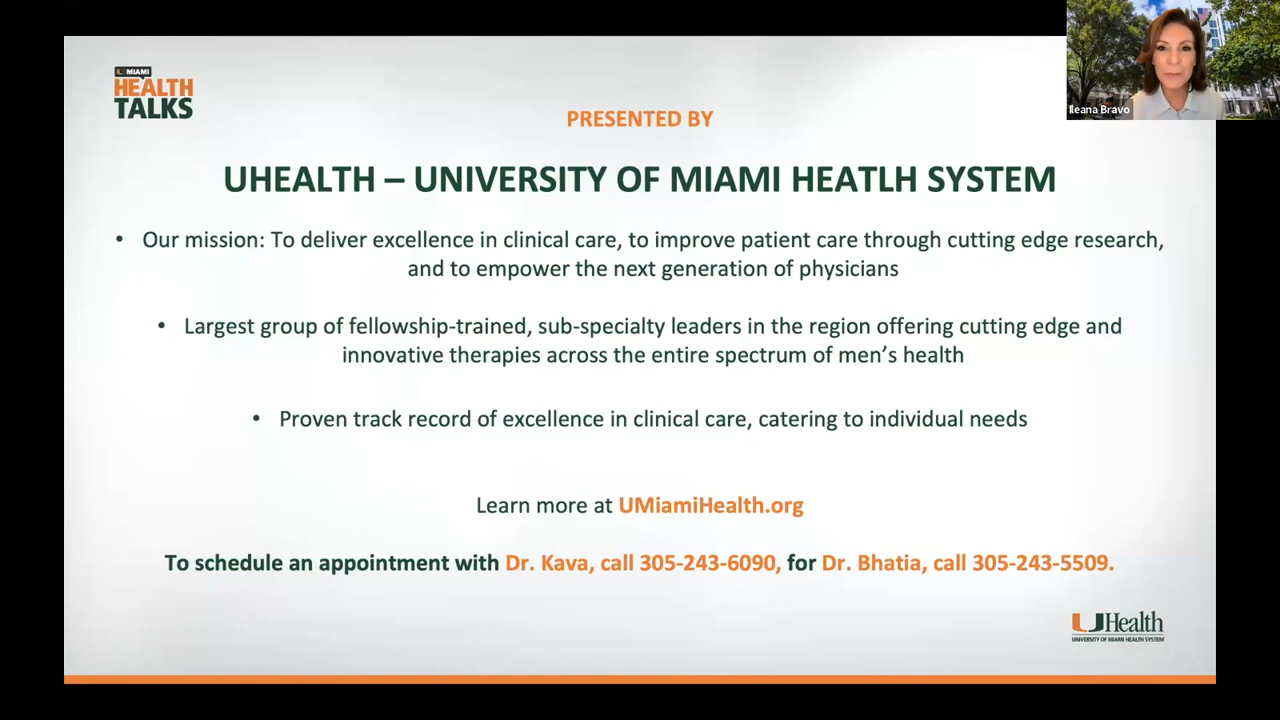 U MIAMI
HEALTH
TALKS
Ileana Bravo
PRESENTED BY
UHEALTH – UNIVERSITY OF MIAMI HEATLH SYSTEM
• Our mission: To deliver excellence in clinical care, to improve patient care through cutting edge research,
and to empower the next generation of physicians
• Largest group of fellowship-trained, sub-specialty leaders in the region offering cutting edge and
innovative therapies across the entire spectrum of men's health
• Proven track record of excellence in clinical care, catering to individual needs
Learn more at UMiamiHealth.org
To schedule an appointment with Dr. Kava, call 305-243-6090, for Dr. Bhatia, call 305-243-5509.
UHealth
UNIVERSITY OF MIAMI HEALTH SYSTEM